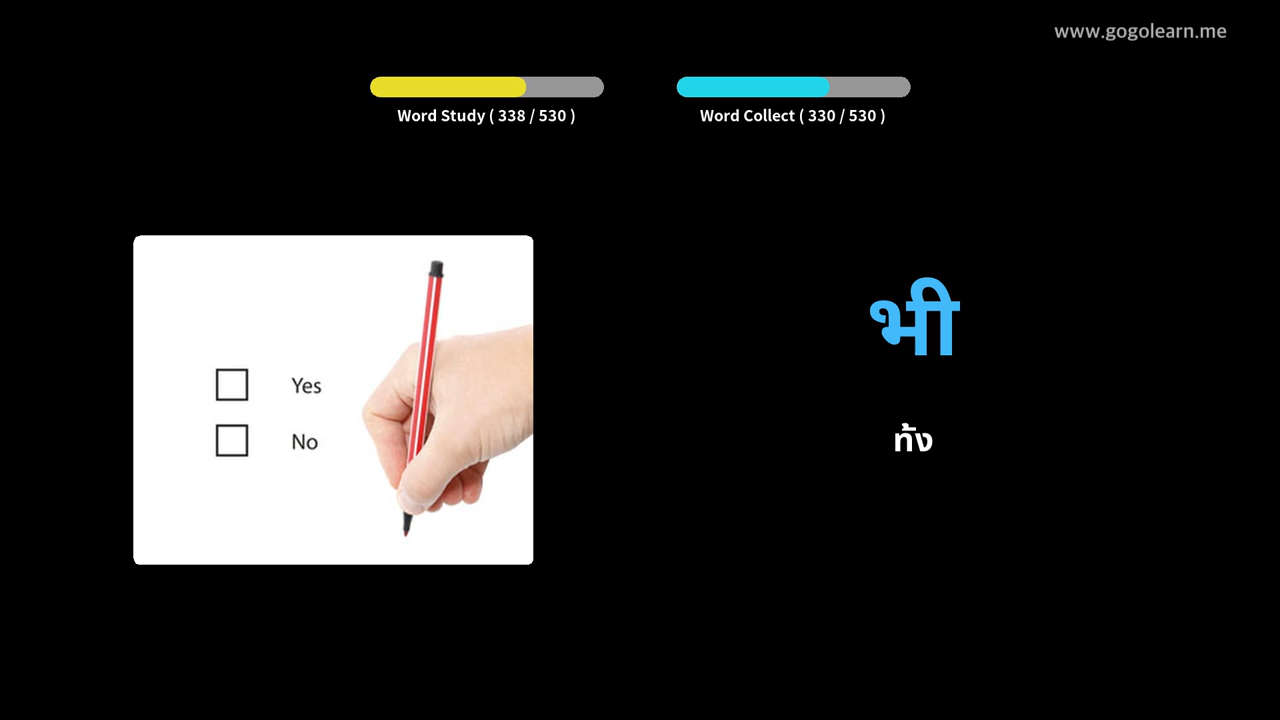 www.gogolearn.me
Word Study ( 338 / 530 )
Word Collect ( 330 / 530 )
Yes
No
भी
ท้ง